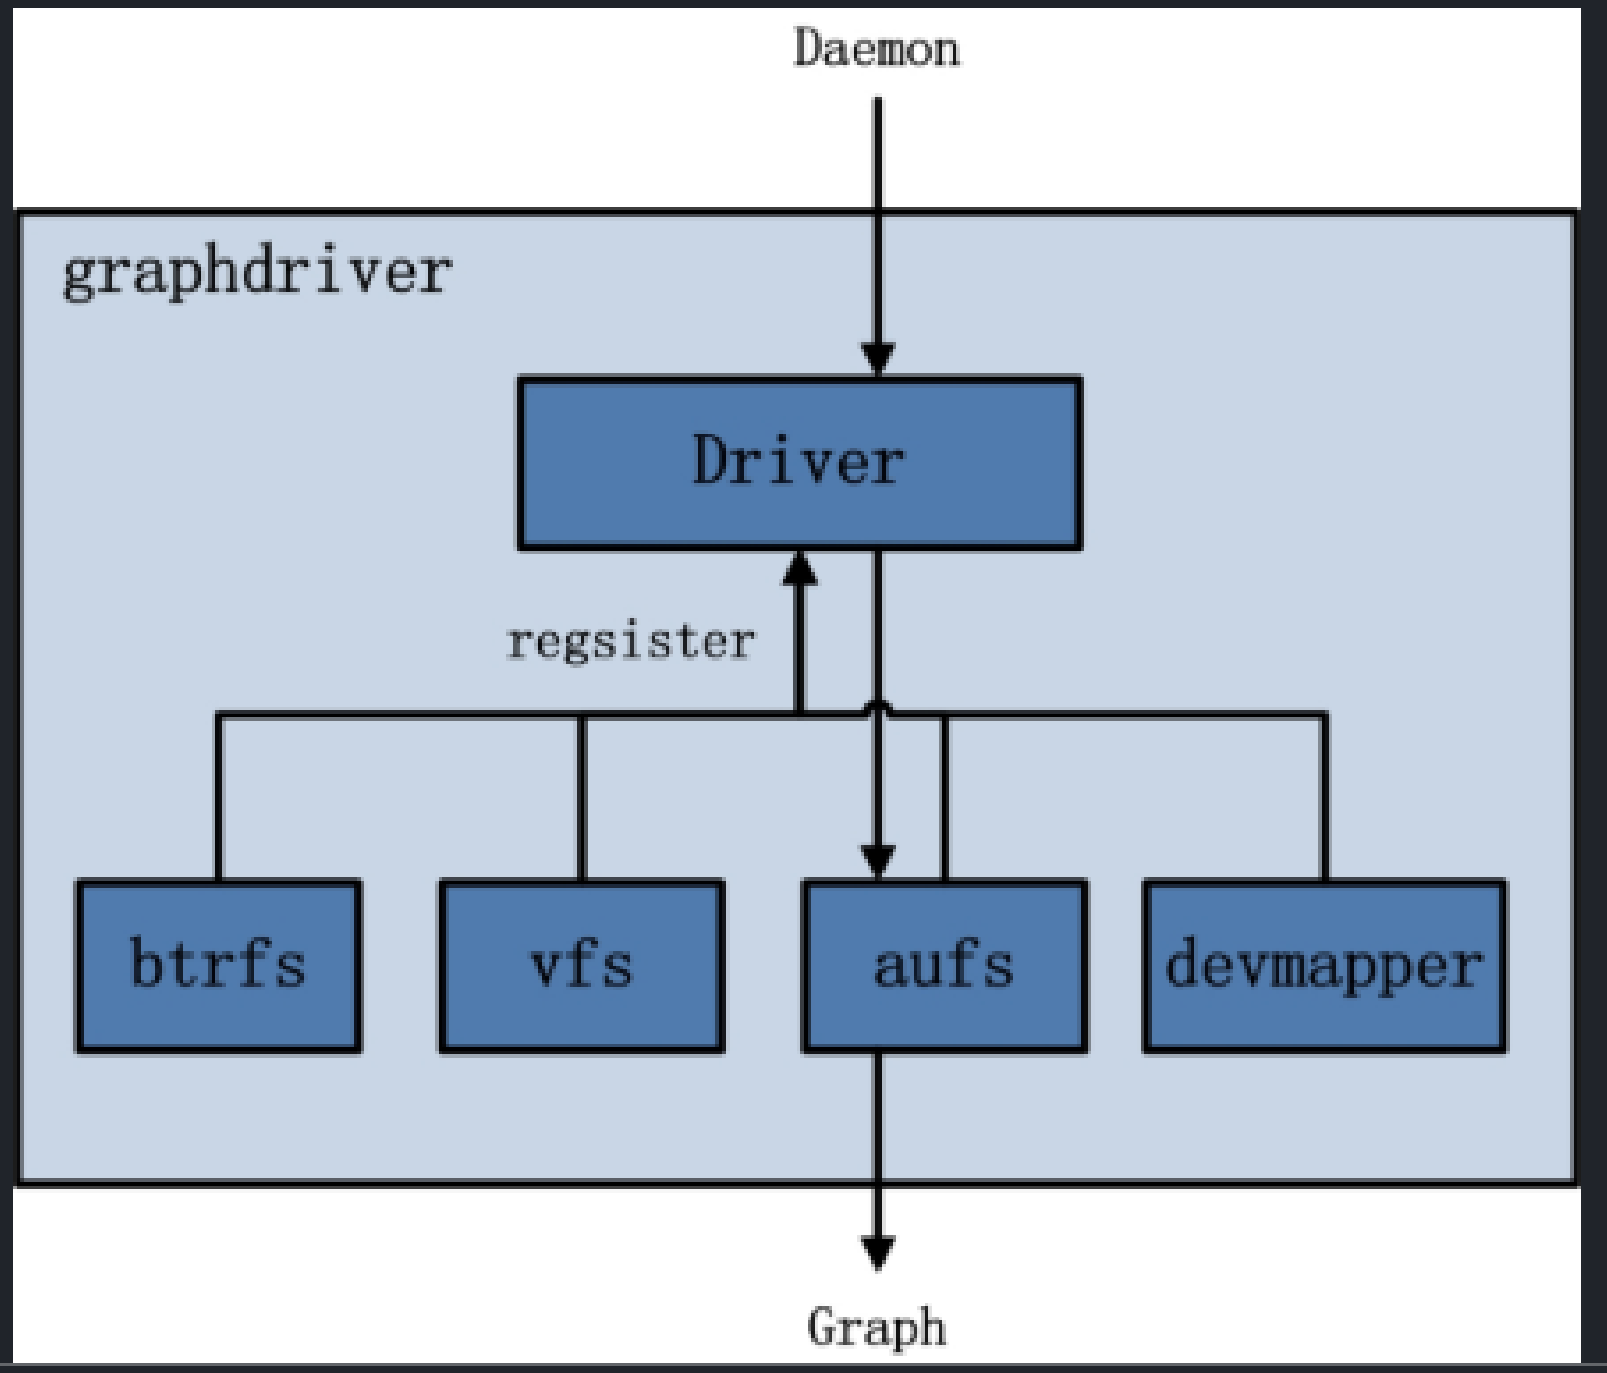 Daemon
graphdriver
Driver
regsister
btrfs
vfs
aufs
devmapper
Graph